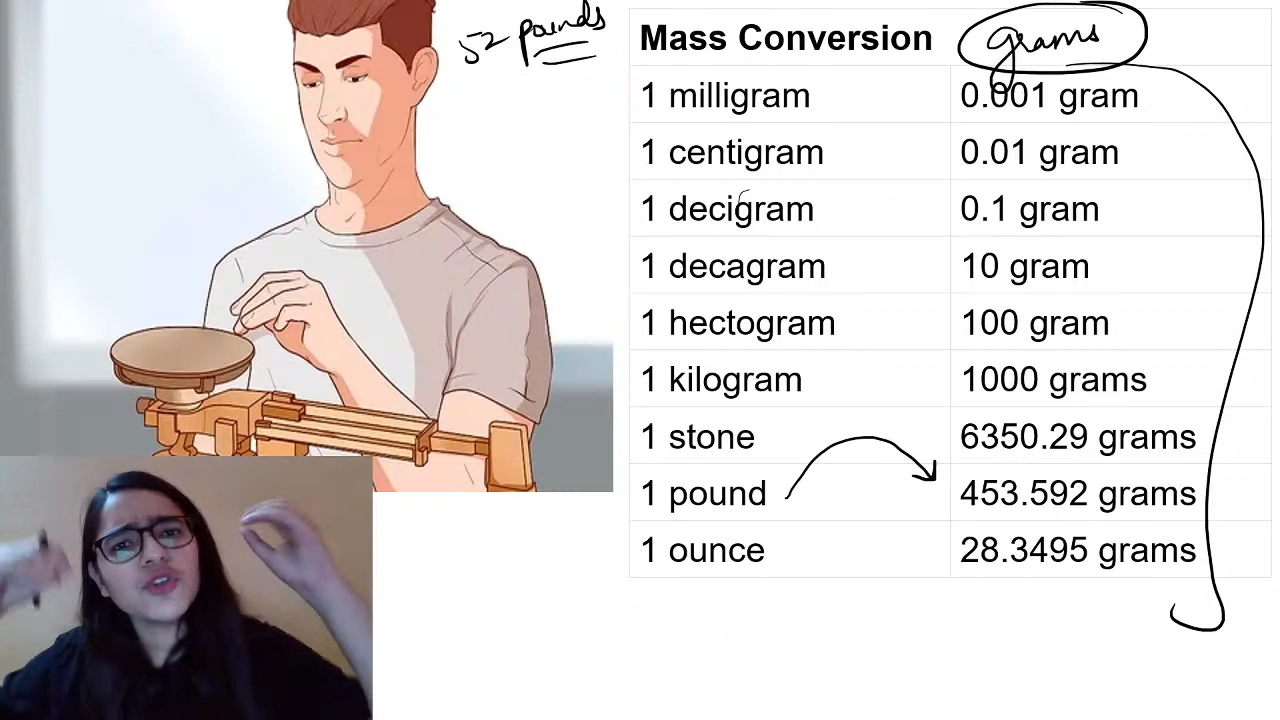 52 pounds
Mass Conversion grams
1 milligram 0.001 gram
1 centigram 0.01 gram
1 decigram 0.1 gram
1 decagram 10 gram
1 hectogram 100 gram
1 kilogram 1000 grams
1 stone 6350.29 grams
1 pound 453.592 grams
1 ounce 28.3495 grams